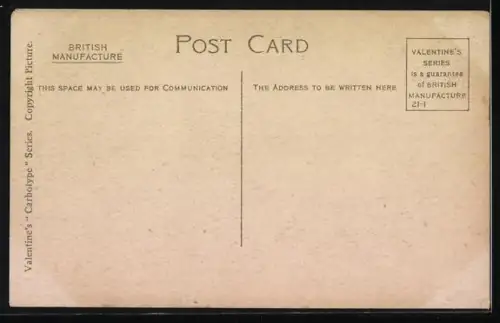 POST CARD
BRITISH
MANUFACTURE
VALENTINE'S
SERIES
is a guarantee
of BRITISH
MANUFACTURE
21-1
THIS SPACE MAY BE USED FOR COMMUNICATION
THE ADDRESS TO BE WRITTEN HERE
Valentine's "Carbotype" Series. Copyright Picture.